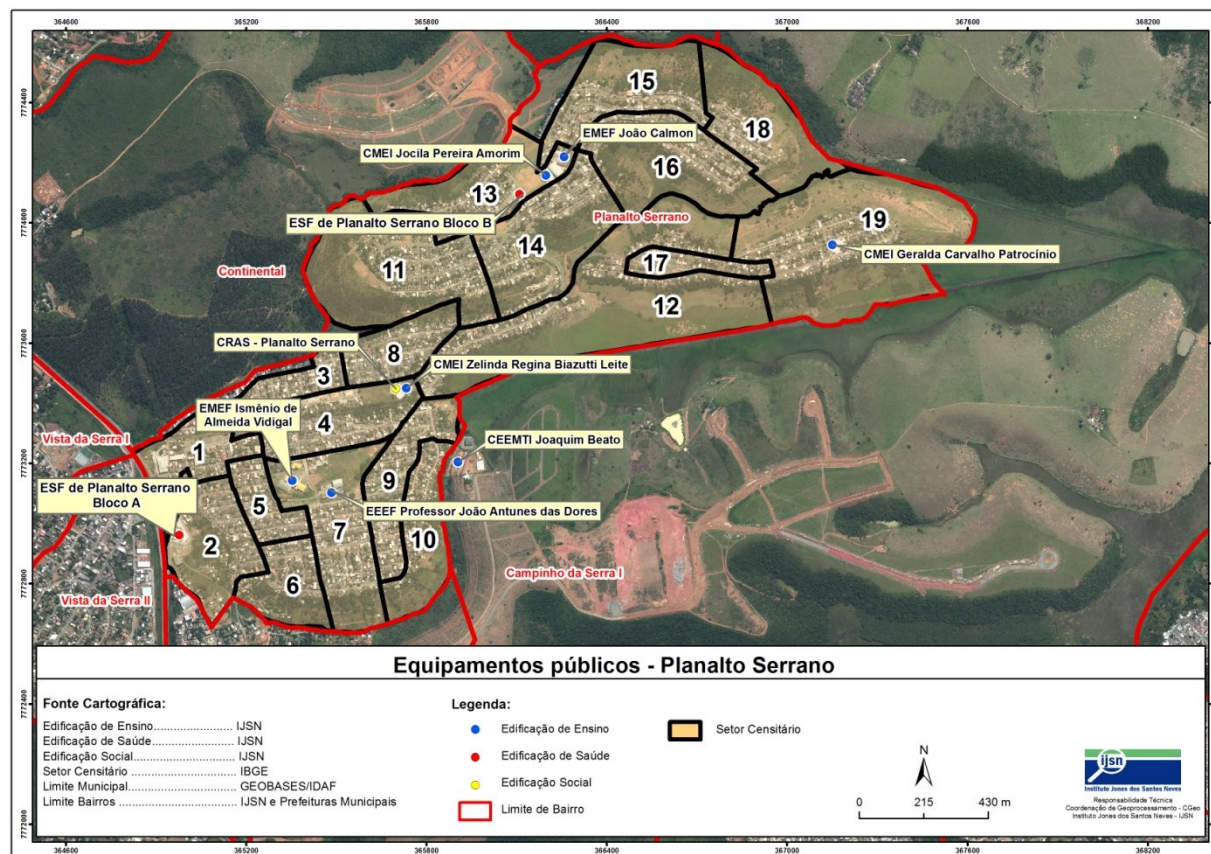 364600 365200 365800 366400 367000 367600 368200
7774400
7774000
7773600
7773200
7772800
7772400
7772000
15
18
EMEF João Calmon
CMEI Jocila Pereira Amorim
16
13
ESF de Planalto Serrano Bloco B
Planalto Serrano
19
14
CMEI Geralda Carvalho Patrocínio
Continental
11
17
12
CRAS - Planalto Serrano
8
CMEI Zelinda Regina Biazutti Leite
3
EMEF Ismênio de
Almeida Vidigal
4
Vista da Serra I
1
CEEMTI Joaquim Beato
9
ESF de Planalto Serrano
Bloco A
5
EEEF Professor João Antunes das Dores
2
7
10
6
Campinho da Serra I
Vista da Serra II
Equipamentos públicos - Planalto Serrano
Fonte Cartográfica:
Edificação de Ensino........................ IJSN
Edificação de Saúde......................... IJSN
Edificação Social.............................. IJSN
Setor Censitário ................................ IBGE
Limite Municipal................................ GEOBASES/IDAF
Limite Bairros ................................... IJSN e Prefeituras Municipais
Legenda:
Edificação de Ensino
Edificação de Saúde
Edificação Social
Limite de Bairro
Setor Censitário
N
0 215 430 m
ijsn
Instituto Jones dos Santos Neves
Responsabilidade Técnica
Coordenação de Geoprocessamento - CGeo
Instituto Jones dos Santos Neves - IJSN
364600 365200 365800 366400 367000 367600 368200